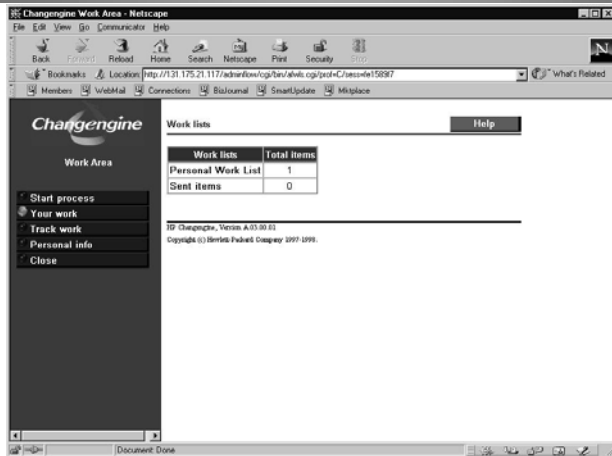 Changengine Work Area - Netscape
File Edit View Go Communicator Help
Back Forward Reload Home Search Netscape Print Security Stop
N
Bookmarks Location: http://131.175.21.117/adminflow/cgi/bin/afwls.cgi/prof=C/sess=fe1589f7 What's Related
Members WebMail Connections BizJournal SmartUpdate Mktplace
Changengine
Work Area
Start process
Your work
Track work
Personal info
Close
Work lists
Help
Work lists Total items
Personal Work List 1
Sent items 0
HP Changengine, Version A.03.00.01
Copyright (c) Hewlett-Packard Company 1997-1998.
Document: Done